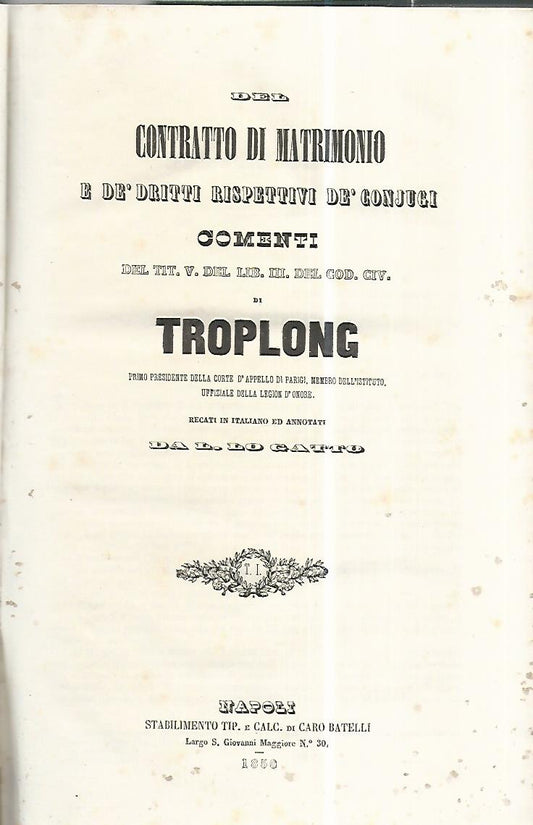 DEL
CONTRATTO DI MATRIMONIO
E DE' DRITTI RISPETTIVI DE' CONJUGI
COMENTI
DEL TIT. V. DEL LIB. III. DEL COD. CIV.
DI
TROPLONG
PRIMO PRESIDENTE DELLA CORTE D'APPELLO DI PARIGI, MEMBRO DELL'ISTITUTO,
UFFIZIALE DELLA LEGION D'ONORE.
RECATI IN ITALIANO ED ANNOTATI
DA L. LO GATTO
T. I.
NAPOLI
STABILIMENTO TIP. E CALC. DI CARO BATELLI
Largo S. Giovanni Maggiore N.° 30,
1850